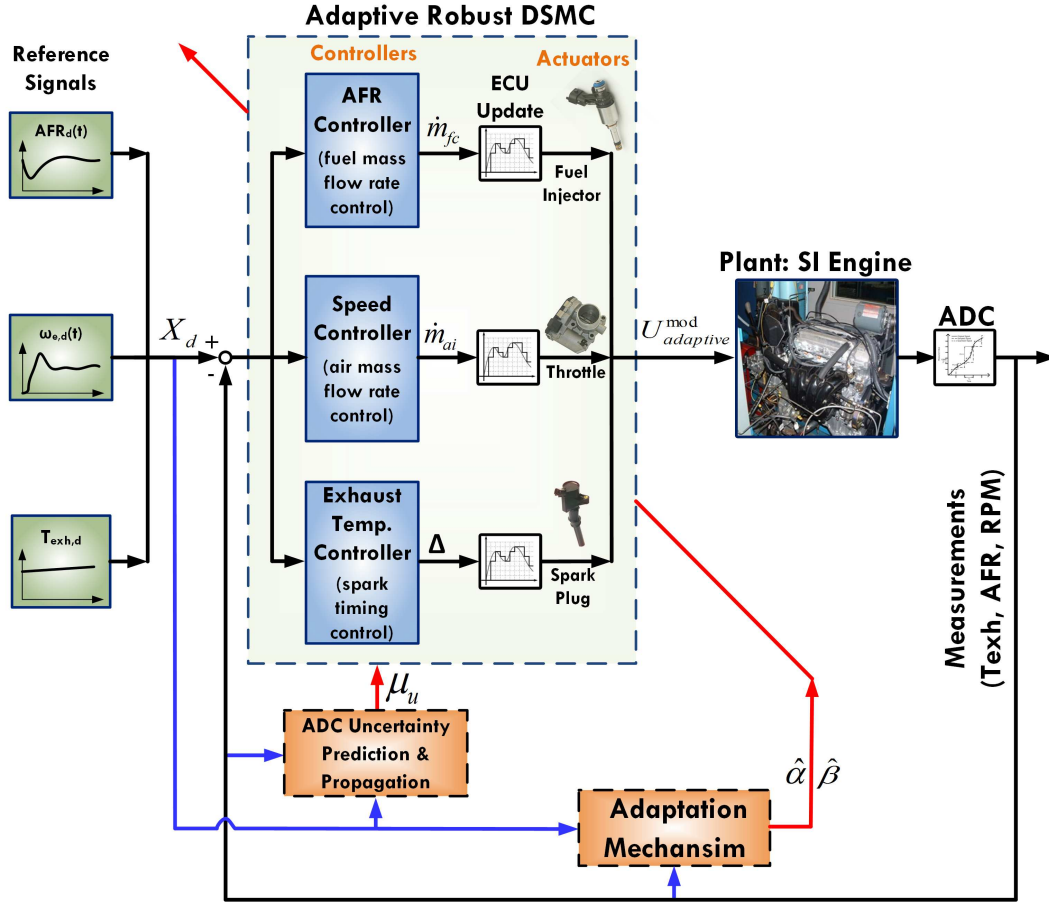 Adaptive Robust DSMC
Reference
Signals
AFRd(t)
ωe,d(t)
Texh,d
Xd
+
-
Controllers
AFR
Controller
(fuel mass
flow rate
control)
Speed
Controller
(air mass
flow rate
control)
Exhaust
Temp.
Controller
(spark
timing
control)
ṁfc
ṁai
Δ
ECU
Update
Actuators
Fuel
Injector
Throttle
Spark
Plug
U mod adaptive
Plant: SI Engine
ADC
Measurements
(Texh, AFR, RPM)
μu
ADC Uncertainty
Prediction &
Propagation
α̂ β̂
Adaptation
Mechansim